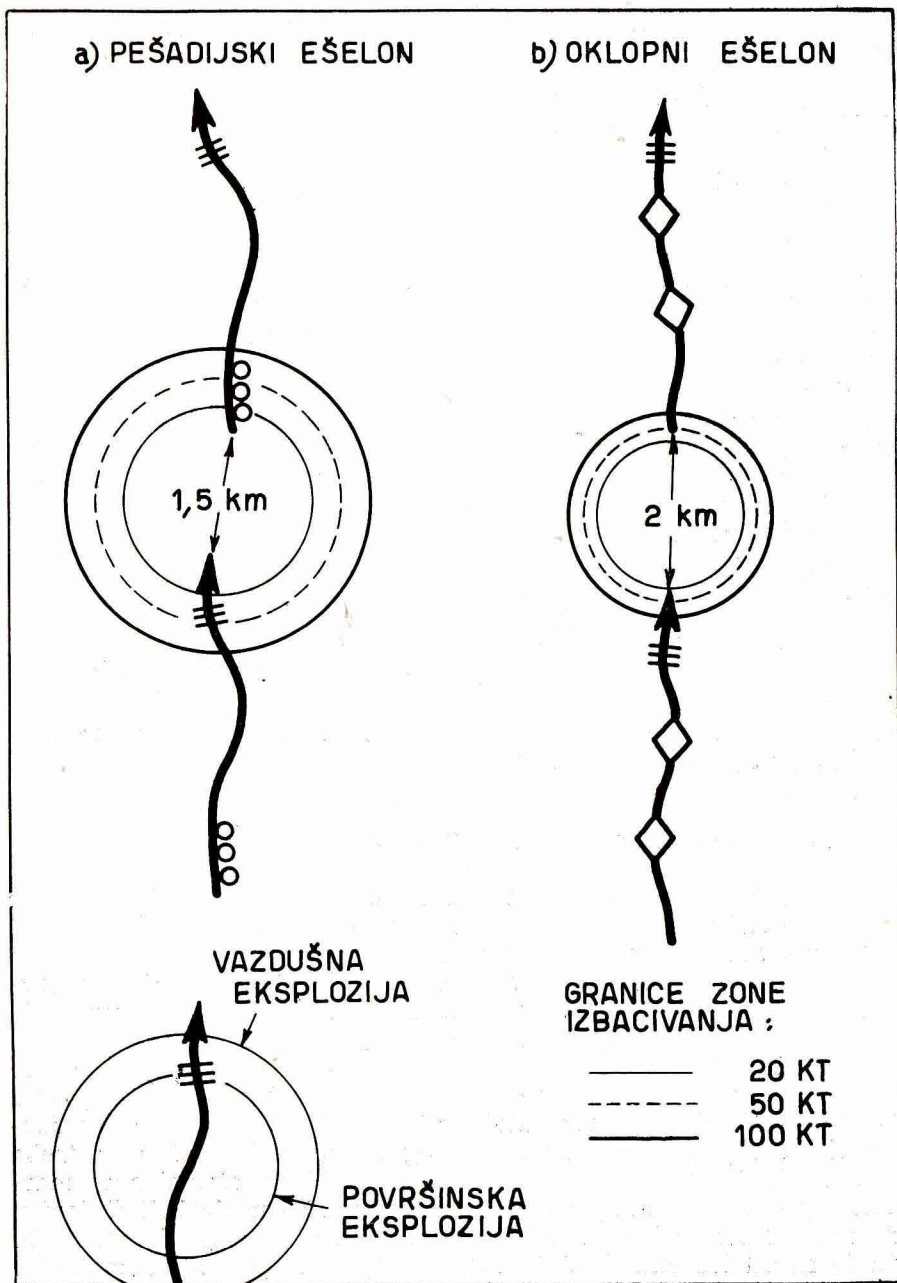 a) PEŠADIJSKI EŠELON
b) OKLOPNI EŠELON
1,5 km
2 km
VAZDUŠNA
EKSPLOZIJA
POVRŠINSKA
EKSPLOZIJA
GRANICE ZONE
IZBACIVANJA :
20 KT
50 KT
100 KT